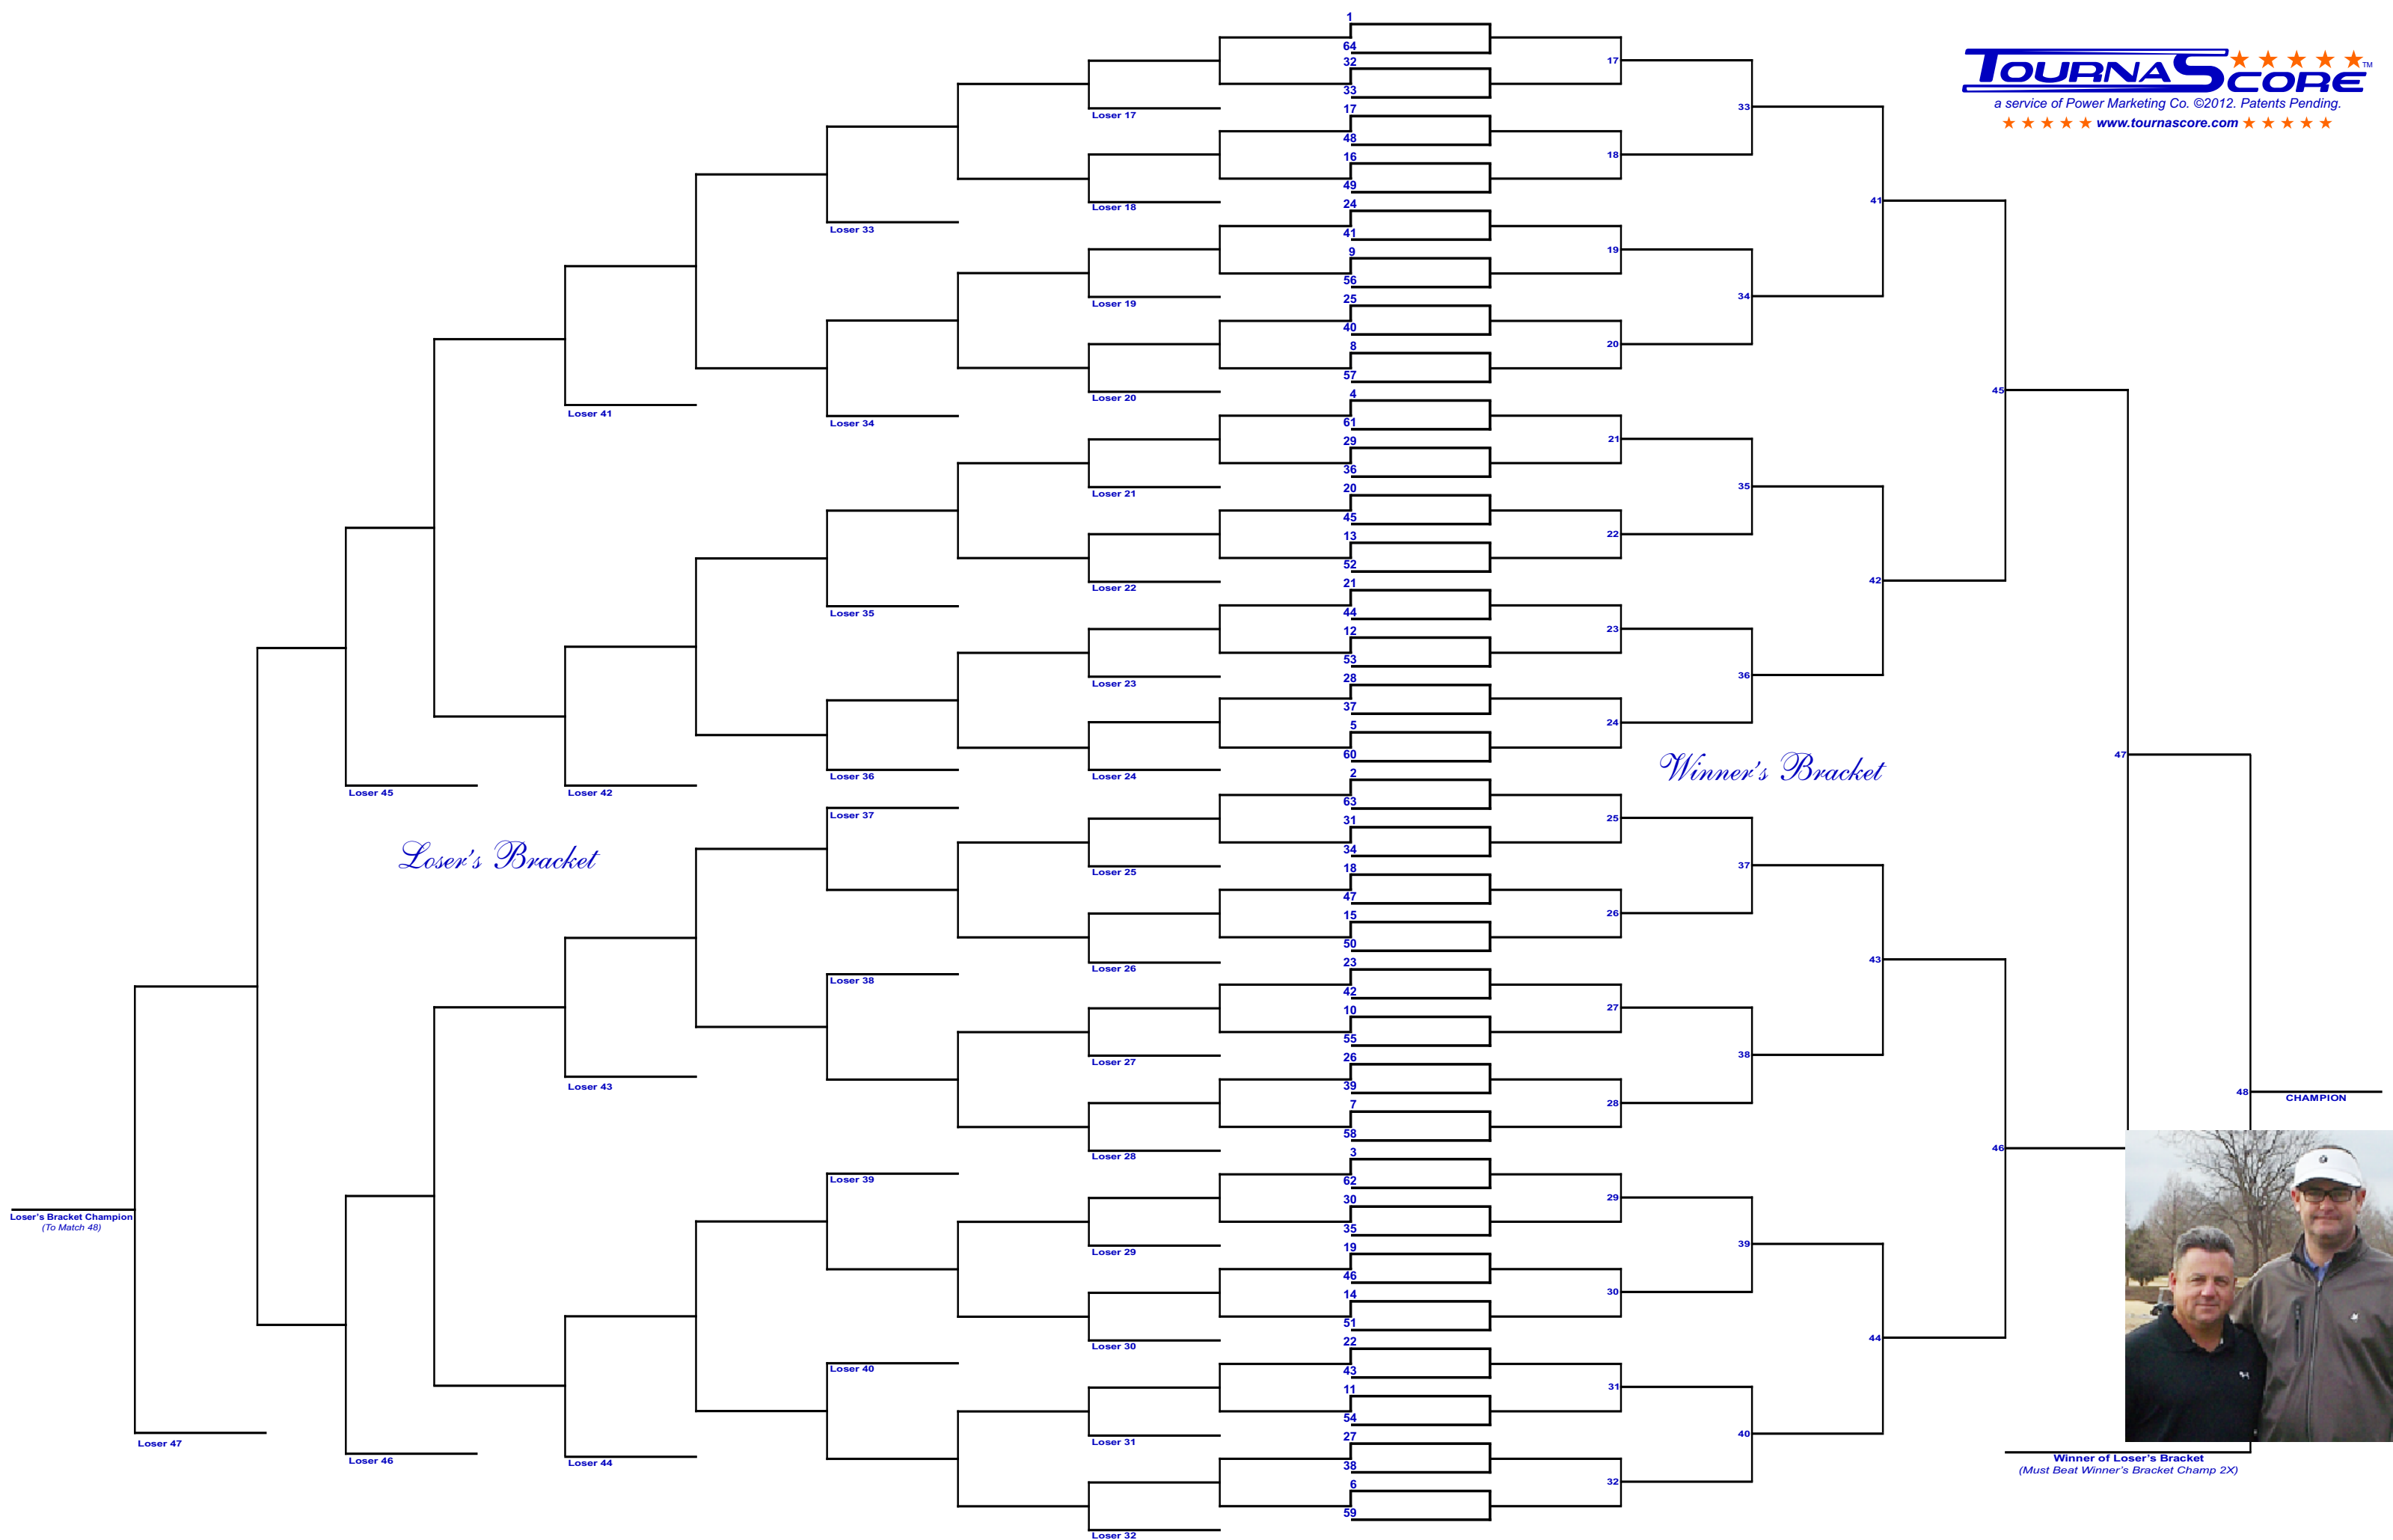 TOURNASCORE TM
a service of Power Marketing Co. ©2012. Patents Pending.
www.tournascore.com
1
64
32
33
17
48
16
49
24
41
9
56
25
40
8
57
4
61
29
36
20
45
13
52
21
44
12
53
28
37
5
60
2
63
31
34
18
47
15
50
23
42
10
55
26
39
7
58
3
62
30
35
19
46
14
51
22
43
11
54
27
38
6
59
17
18
19
20
21
22
23
24
25
26
27
28
29
30
31
32
33
34
35
36
37
38
39
40
41
42
43
44
45
46
47
48
CHAMPION
Winner's Bracket
Winner of Loser's Bracket
(Must Beat Winner's Bracket Champ 2X)
Loser 17
Loser 18
Loser 19
Loser 20
Loser 21
Loser 22
Loser 23
Loser 24
Loser 25
Loser 26
Loser 27
Loser 28
Loser 29
Loser 30
Loser 31
Loser 32
Loser 33
Loser 34
Loser 35
Loser 36
Loser 37
Loser 38
Loser 39
Loser 40
Loser 41
Loser 42
Loser 43
Loser 44
Loser 45
Loser 46
Loser 47
Loser's Bracket
Loser's Bracket Champion
(To Match 48)